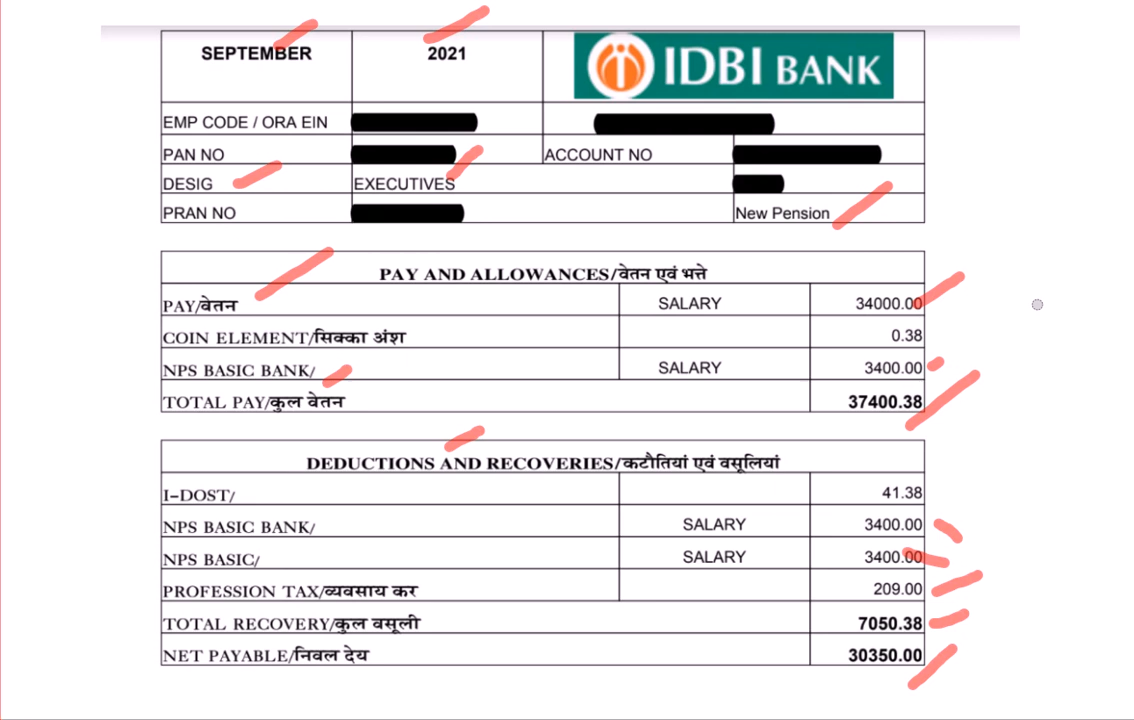 SEPTEMBER 2021 IDBI BANK
EMP CODE / ORA EIN
PAN NO ACCOUNT NO
DESIG EXECUTIVES
PRAN NO New Pension
PAY AND ALLOWANCES/वेतन एवं भत्ते
PAY/वेतन SALARY 34000.00
COIN ELEMENT/सिक्का अंश 0.38
NPS BASIC BANK/ SALARY 3400.00
TOTAL PAY/कुल वेतन 37400.38
DEDUCTIONS AND RECOVERIES/कटौतियां एवं वसूलियां
I-DOST/ 41.38
NPS BASIC BANK/ SALARY 3400.00
NPS BASIC/ SALARY 3400.00
PROFESSION TAX/व्यवसाय कर 209.00
TOTAL RECOVERY/कुल वसूली 7050.38
NET PAYABLE/निवल देय 30350.00